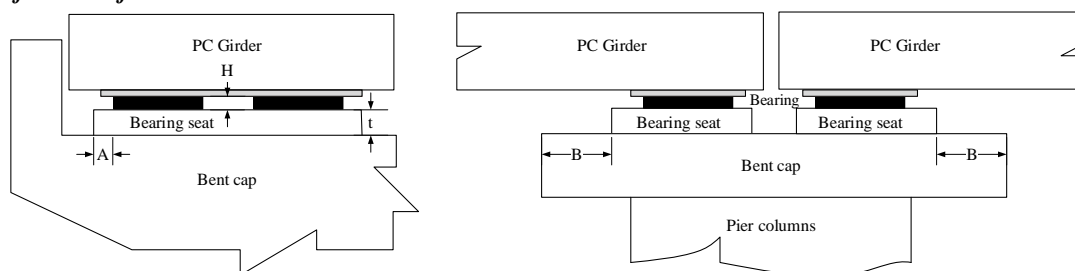 PC Girder
H
Bearing seat
t
A
Bent cap
PC Girder
PC Girder
Bearing
Bearing seat
Bearing seat
B
B
Bent cap
Pier columns